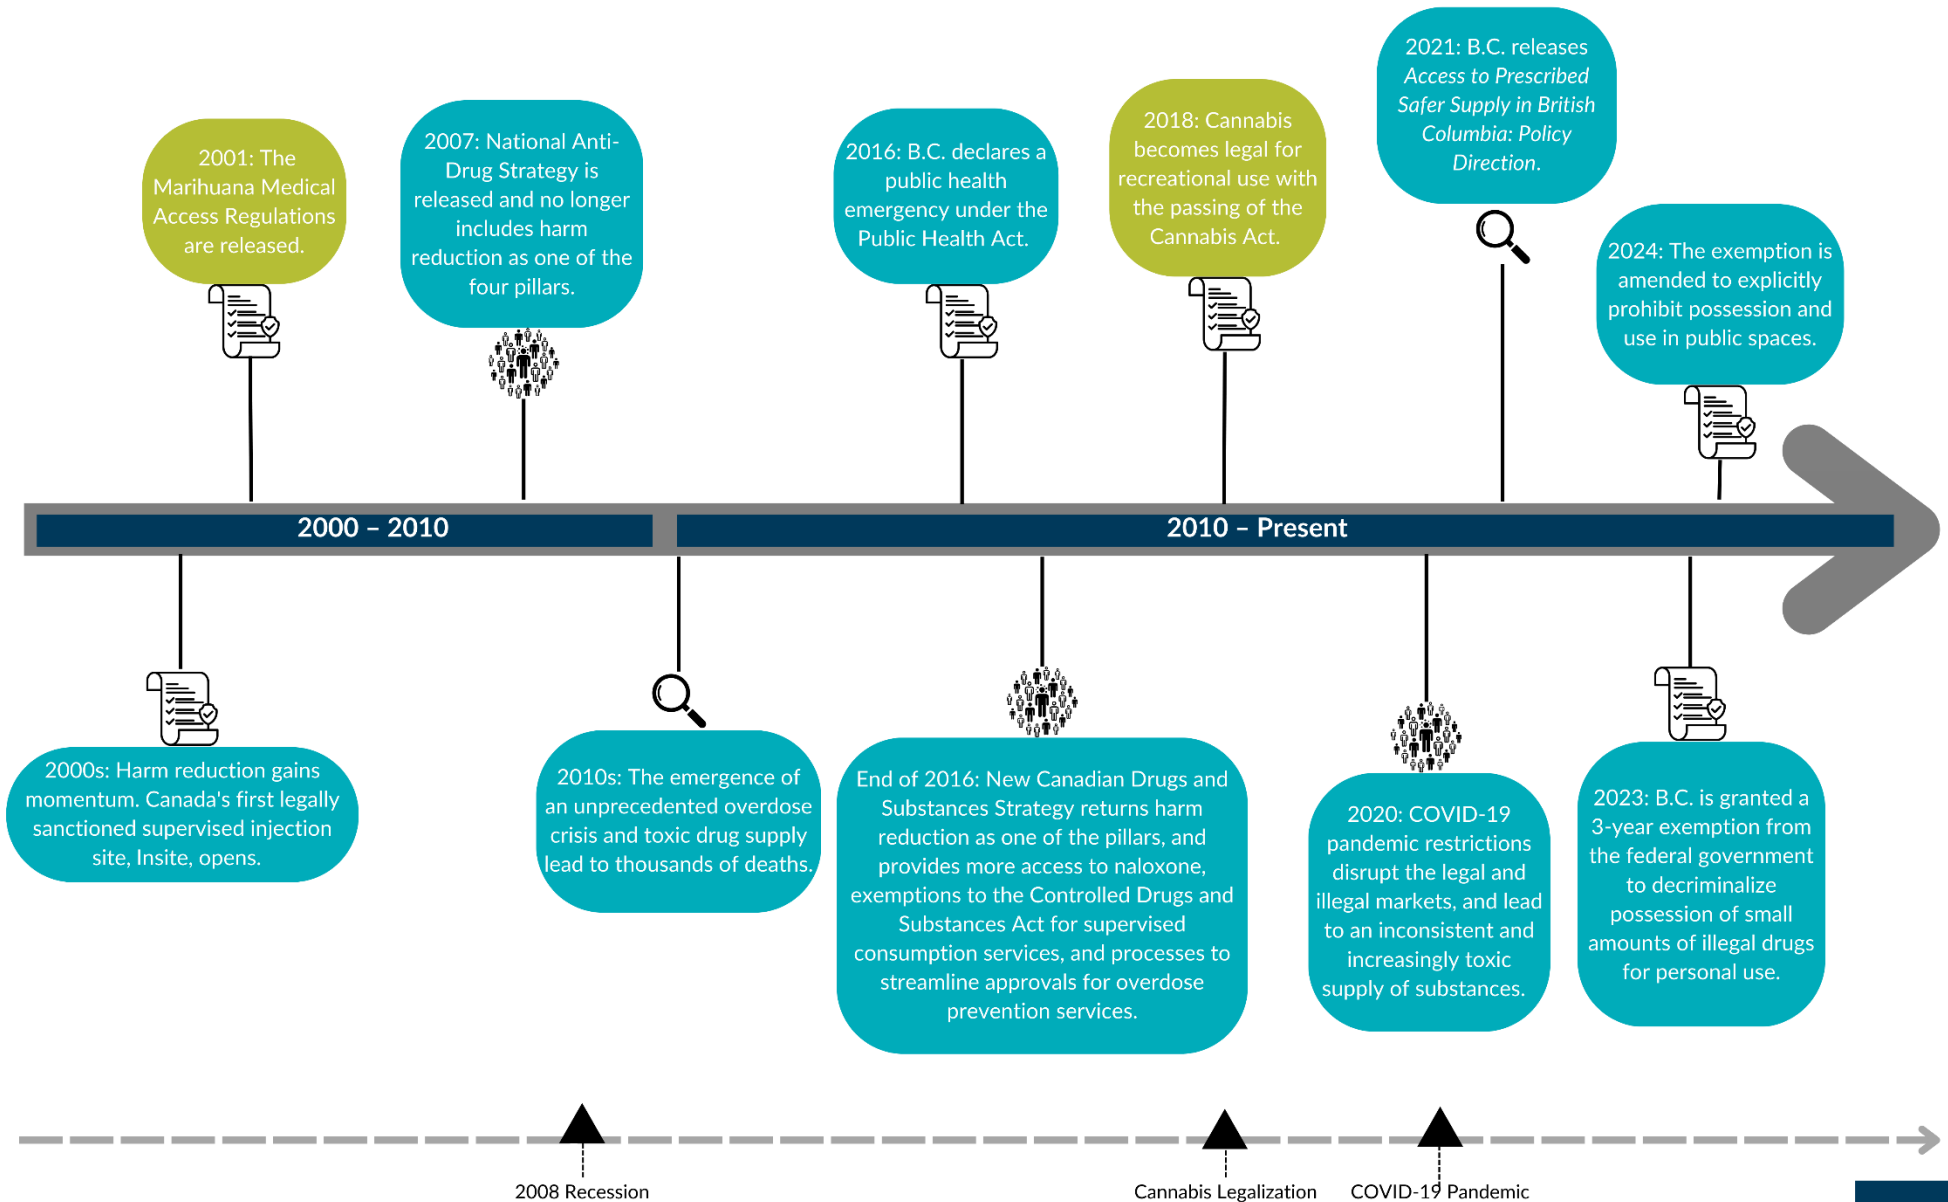 2001: The
Marihuana Medical
Access Regulations
are released.
2007: National Anti-
Drug Strategy is
released and no longer
includes harm
reduction as one of the
four pillars.
2016: B.C. declares a
public health
emergency under the
Public Health Act.
2018: Cannabis
becomes legal for
recreational use with
the passing of the
Cannabis Act.
2021: B.C. releases
Access to Prescribed
Safer Supply in British
Columbia: Policy
Direction.
2024: The exemption is
amended to explicitly
prohibit possession and
use in public spaces.
2000 – 2010
2010 – Present
2000s: Harm reduction gains
momentum. Canada's first legally
sanctioned supervised injection
site, Insite, opens.
2010s: The emergence of
an unprecedented overdose
crisis and toxic drug supply
lead to thousands of deaths.
End of 2016: New Canadian Drugs and
Substances Strategy returns harm
reduction as one of the pillars, and
provides more access to naloxone,
exemptions to the Controlled Drugs and
Substances Act for supervised
consumption services, and processes to
streamline approvals for overdose
prevention services.
2020: COVID-19
pandemic restrictions
disrupt the legal and
illegal markets, and lead
to an inconsistent and
increasingly toxic
supply of substances.
2023: B.C. is granted a
3-year exemption from
the federal government
to decriminalize
possession of small
amounts of illegal drugs
for personal use.
2008 Recession
Cannabis Legalization
COVID-19 Pandemic